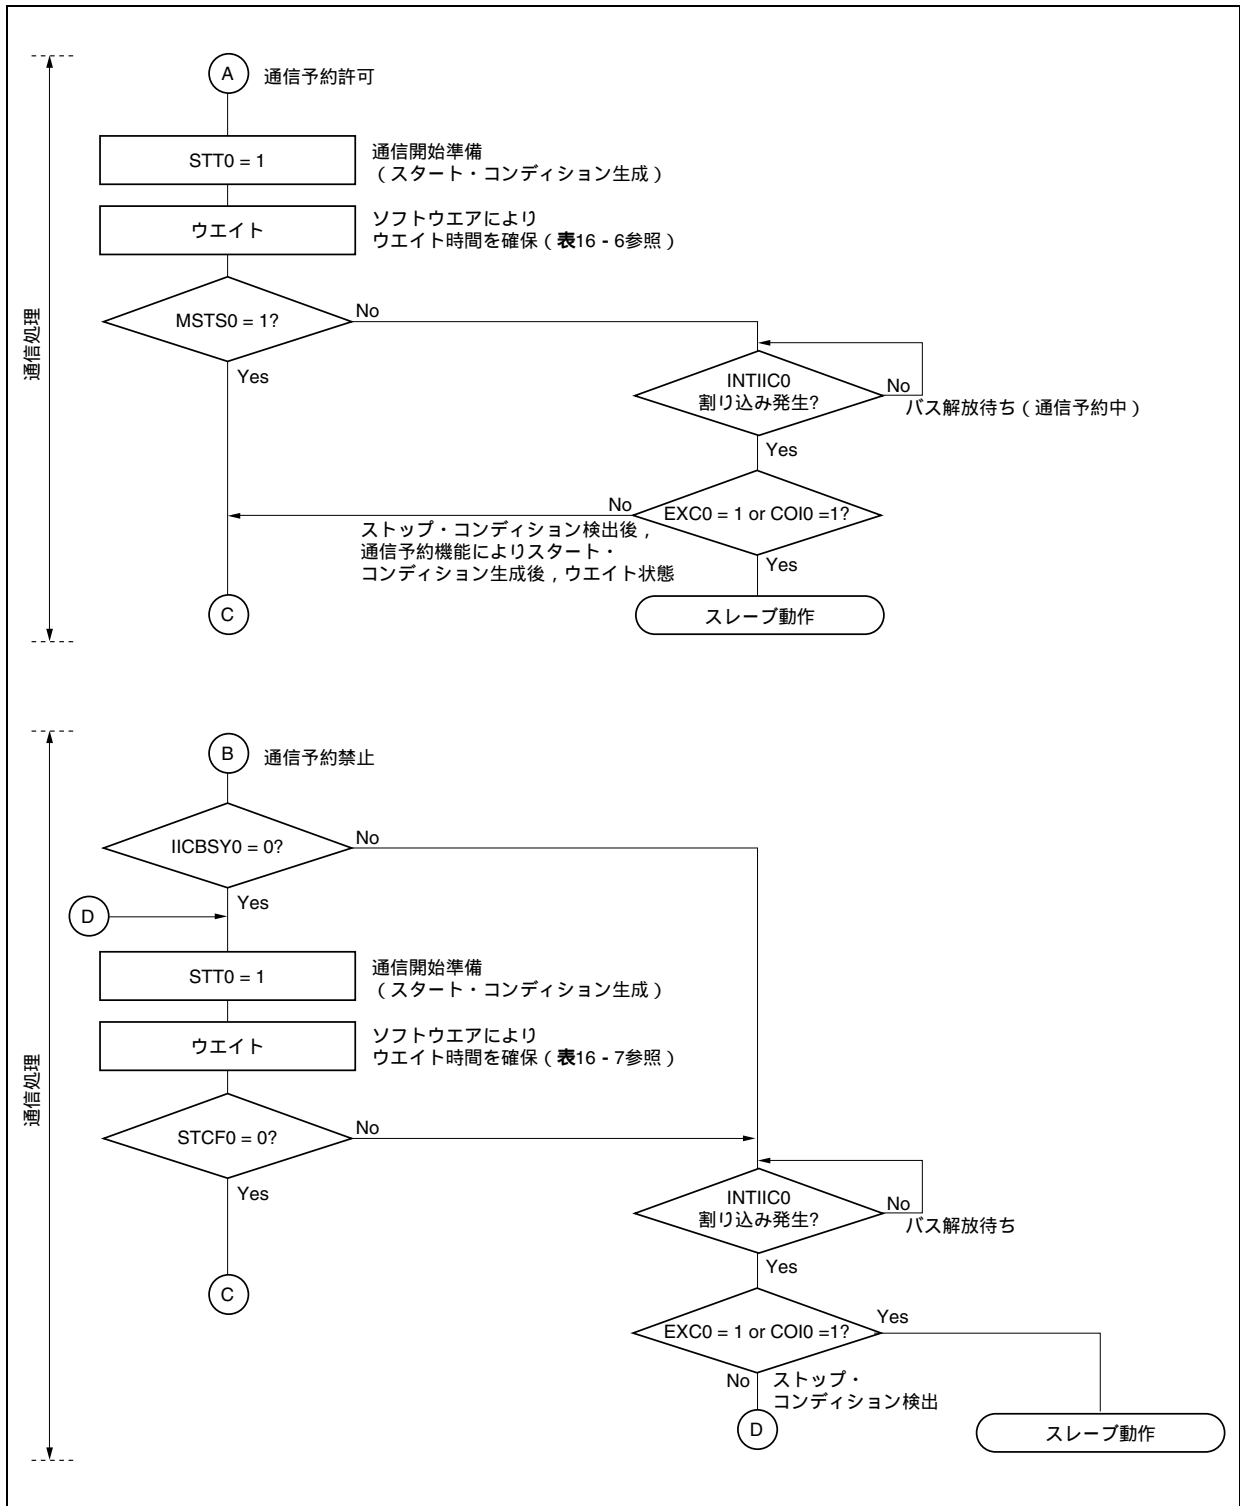 A 通信予約許可
STT0 = 1
通信開始準備
（スタート・コンディション生成）
ウエイト
ソフトウエアにより
ウエイト時間を確保（表16 - 6参照）
MSTS0 = 1?
No
Yes
通信処理
INTIIC0
割り込み発生?
No
バス解放待ち（通信予約中）
Yes
EXC0 = 1 or COI0 =1?
No
ストップ・コンディション検出後，
通信予約機能によりスタート・
コンディション生成後，ウエイト状態
Yes
C
スレーブ動作
B 通信予約禁止
IICBSY0 = 0?
No
Yes
D
STT0 = 1
通信開始準備
（スタート・コンディション生成）
ウエイト
ソフトウエアにより
ウエイト時間を確保（表16 - 7参照）
通信処理
STCF0 = 0?
No
Yes
INTIIC0
割り込み発生?
No
バス解放待ち
Yes
C
EXC0 = 1 or COI0 =1?
Yes
No
ストップ・
コンディション検出
D
スレーブ動作